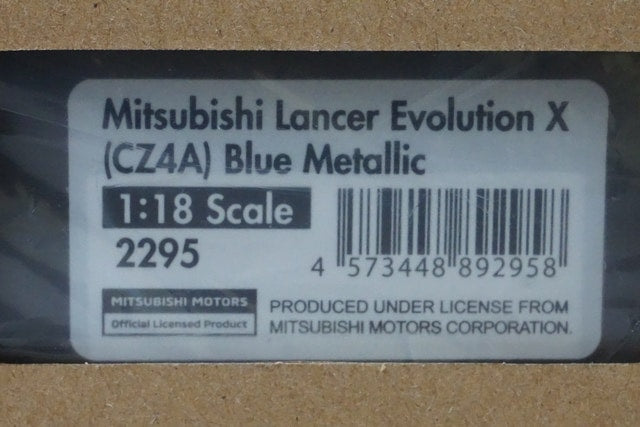 Mitsubishi Lancer Evolution X
(CZ4A) Blue Metallic
1:18 Scale
2295
4 573448 892958
MITSUBISHI MOTORS
Official Licensed Product
PRODUCED UNDER LICENSE FROM
MITSUBISHI MOTORS CORPORATION.